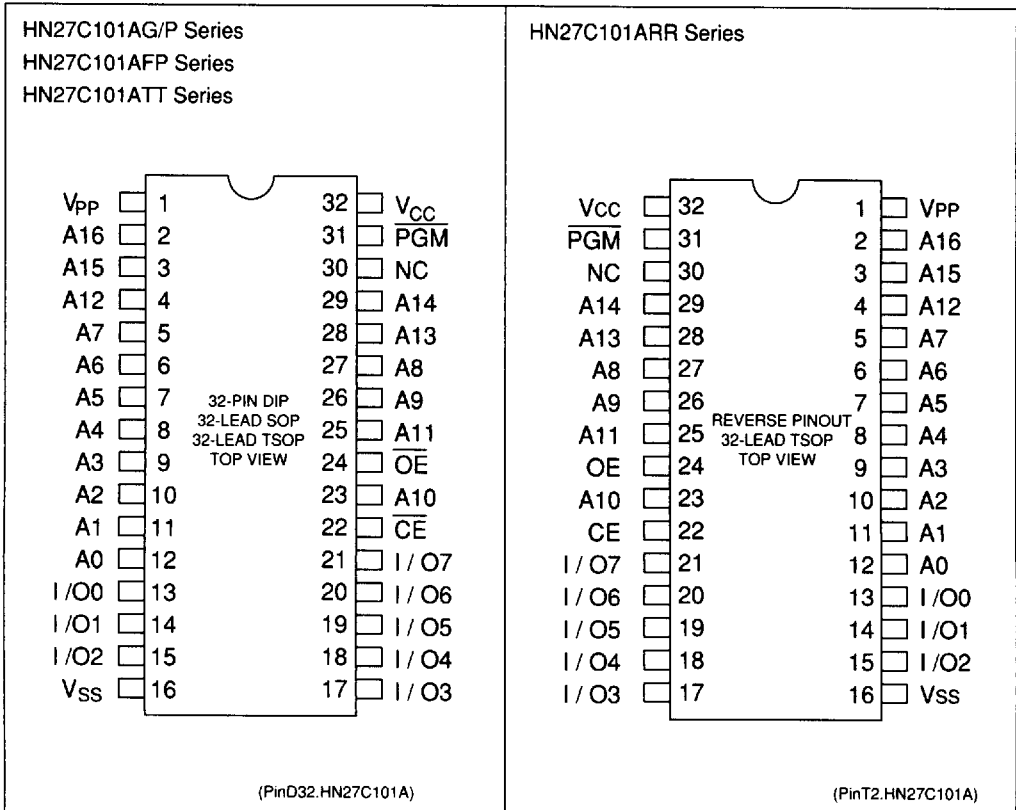 HN27C101AG/P Series
HN27C101AFP Series
HN27C101ATT Series
VPP 1 32 VCC
A16 2 31 PGM
A15 3 30 NC
A12 4 29 A14
A7 5 28 A13
A6 6 27 A8
A5 7 26 A9
A4 8 25 A11
A3 9 24 OE
A2 10 23 A10
A1 11 22 CE
A0 12 21 I/O7
I/O0 13 20 I/O6
I/O1 14 19 I/O5
I/O2 15 18 I/O4
VSS 16 17 I/O3
32-PIN DIP
32-LEAD SOP
32-LEAD TSOP
TOP VIEW
(PinD32.HN27C101A)
HN27C101ARR Series
VCC 32 1 VPP
PGM 31 2 A16
NC 30 3 A15
A14 29 4 A12
A13 28 5 A7
A8 27 6 A6
A9 26 7 A5
A11 25 8 A4
OE 24 9 A3
A10 23 10 A2
CE 22 11 A1
I/O7 21 12 A0
I/O6 20 13 I/O0
I/O5 19 14 I/O1
I/O4 18 15 I/O2
I/O3 17 16 VSS
REVERSE PINOUT
32-LEAD TSOP
TOP VIEW
(PinT2.HN27C101A)